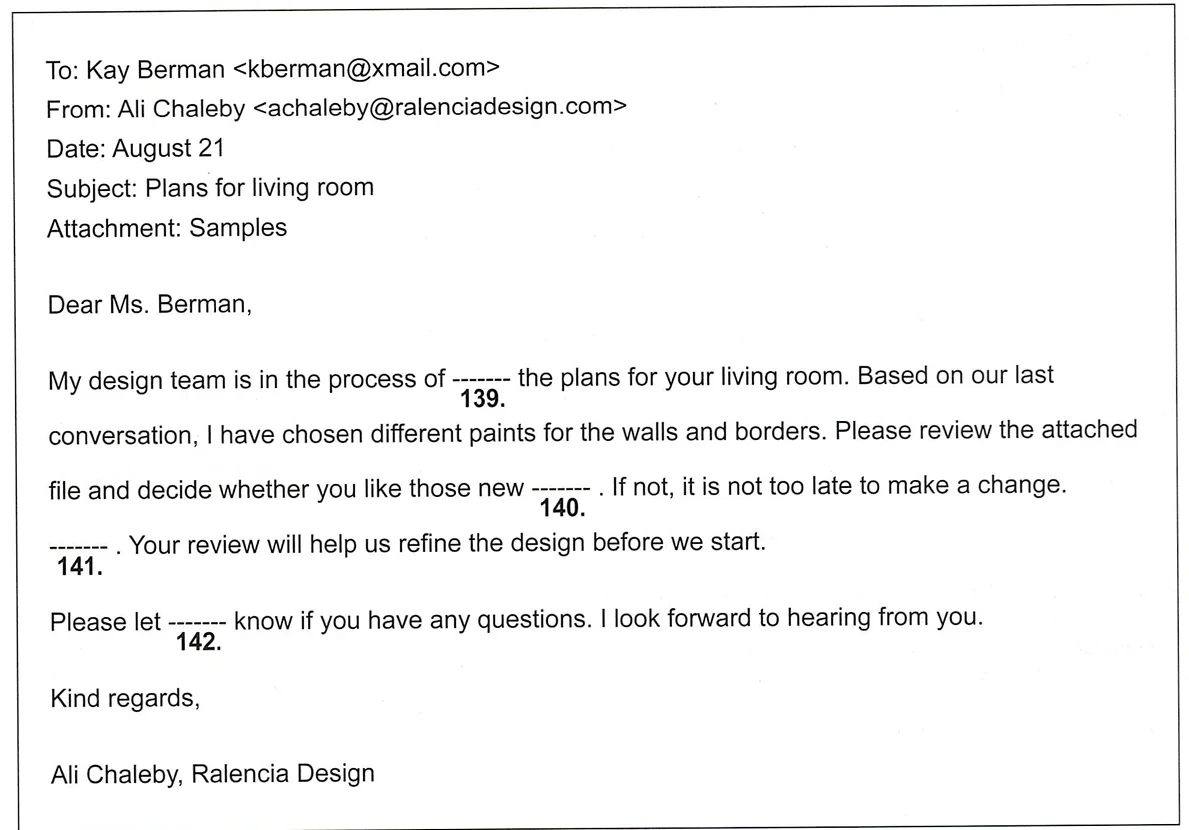 To: Kay Berman <kberman@xmail.com>
From: Ali Chaleby <achaleby@ralenciadesign.com>
Date: August 21
Subject: Plans for living room
Attachment: Samples
Dear Ms. Berman,
My design team is in the process of ------- the plans for your living room. Based on our last
139.
conversation, I have chosen different paints for the walls and borders. Please review the attached
file and decide whether you like those new ------- . If not, it is not too late to make a change.
140.
------- . Your review will help us refine the design before we start.
141.
Please let ------- know if you have any questions. I look forward to hearing from you.
142.
Kind regards,
Ali Chaleby, Ralencia Design